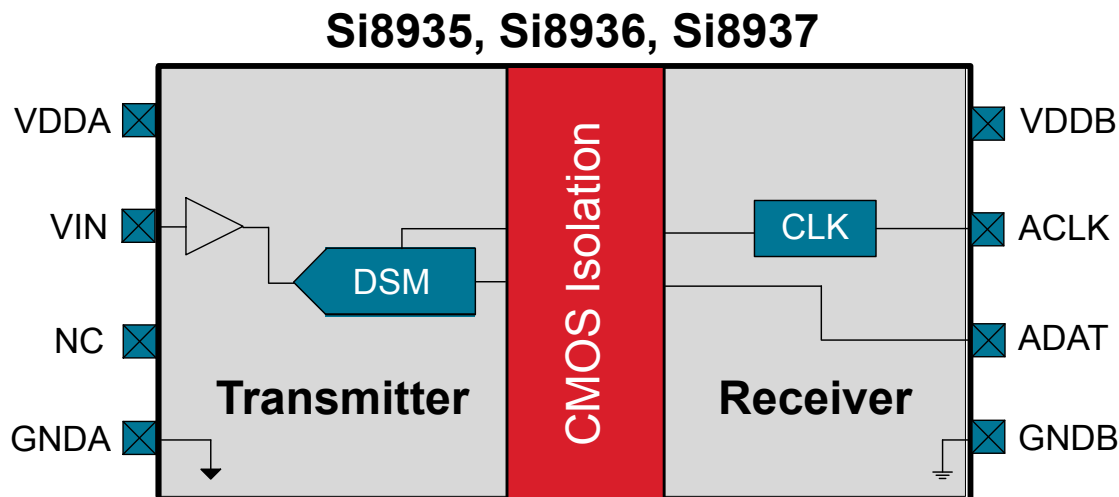 Si8935, Si8936, Si8937
VDDA
VIN
NC
GNDA
DSM
Transmitter
CMOS Isolation
CLK
Receiver
VDDB
ACLK
ADAT
GNDB